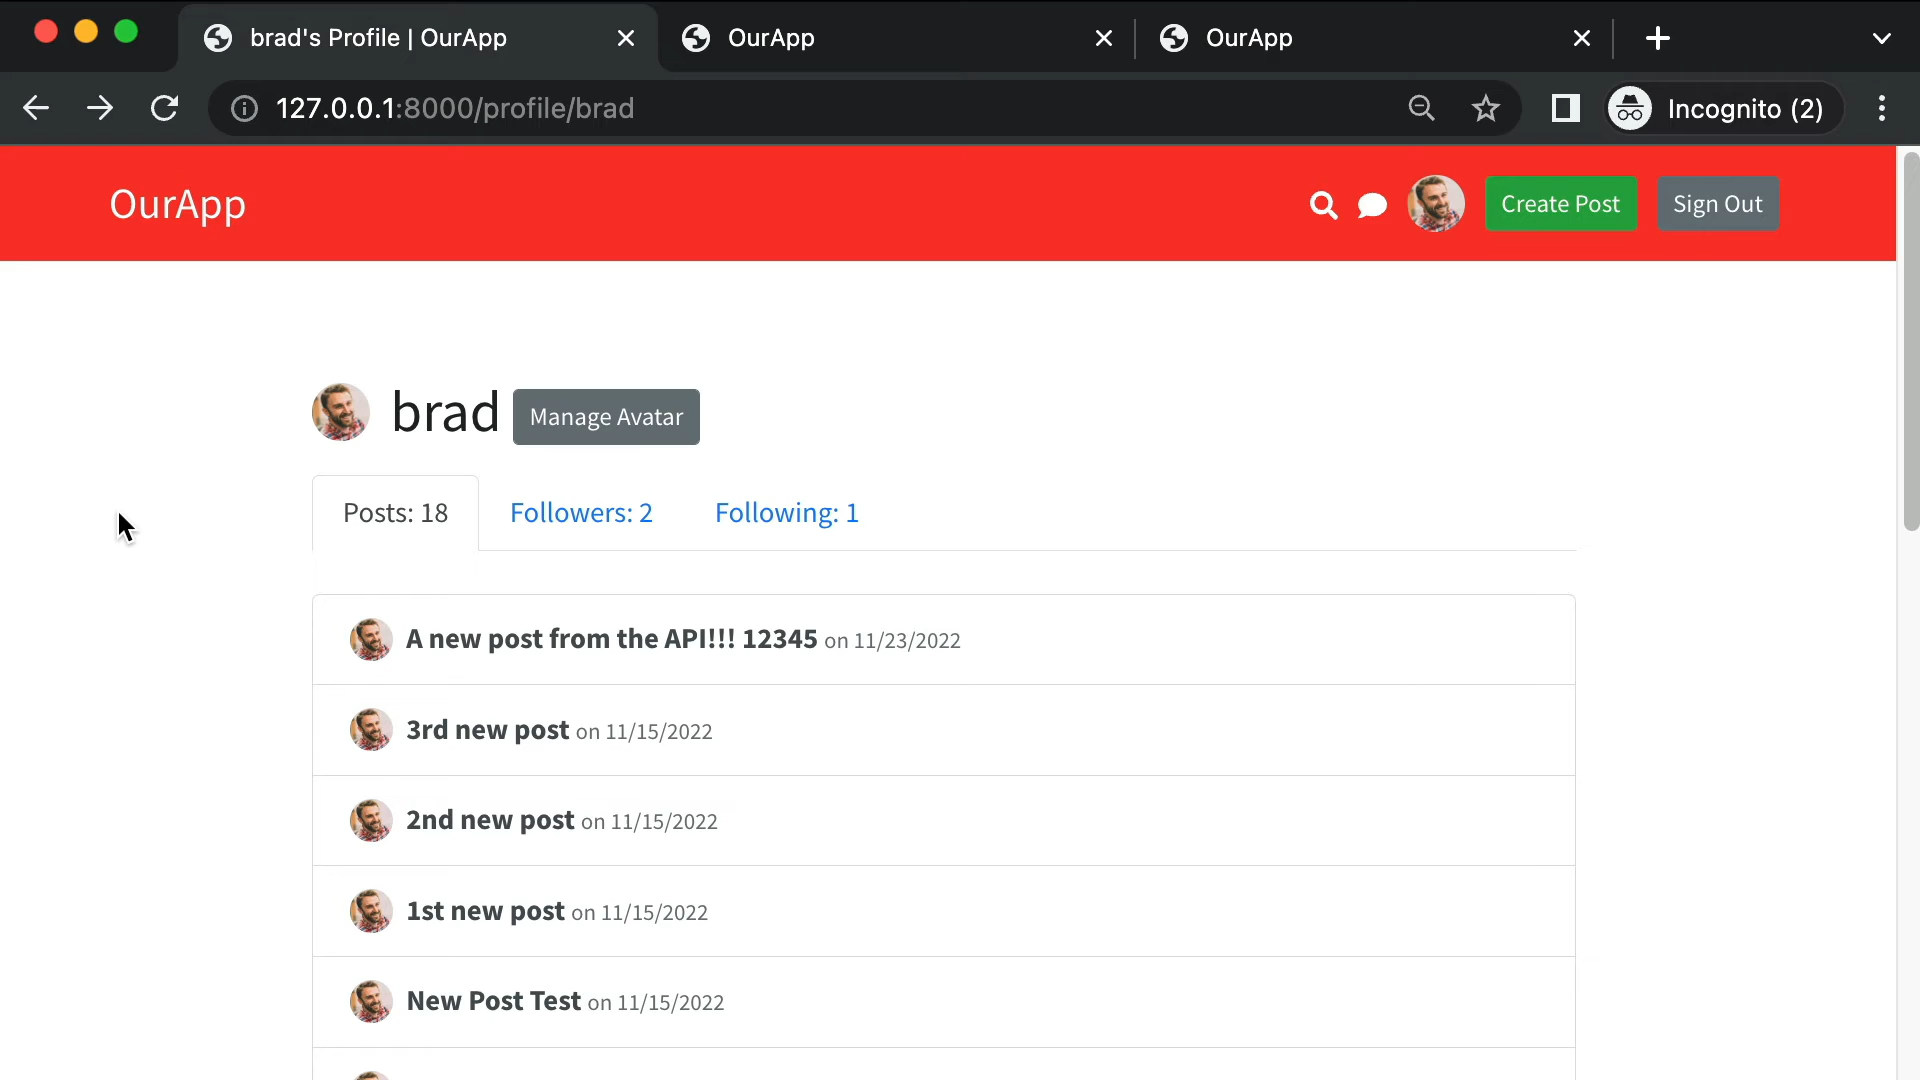 brad's Profile | OurApp
OurApp
OurApp
127.0.0.1:8000/profile/brad
Incognito (2)
OurApp
Create Post
Sign Out
brad
Manage Avatar
Posts: 18
Followers: 2
Following: 1
A new post from the API!!! 12345 on 11/23/2022
3rd new post on 11/15/2022
2nd new post on 11/15/2022
1st new post on 11/15/2022
New Post Test on 11/15/2022